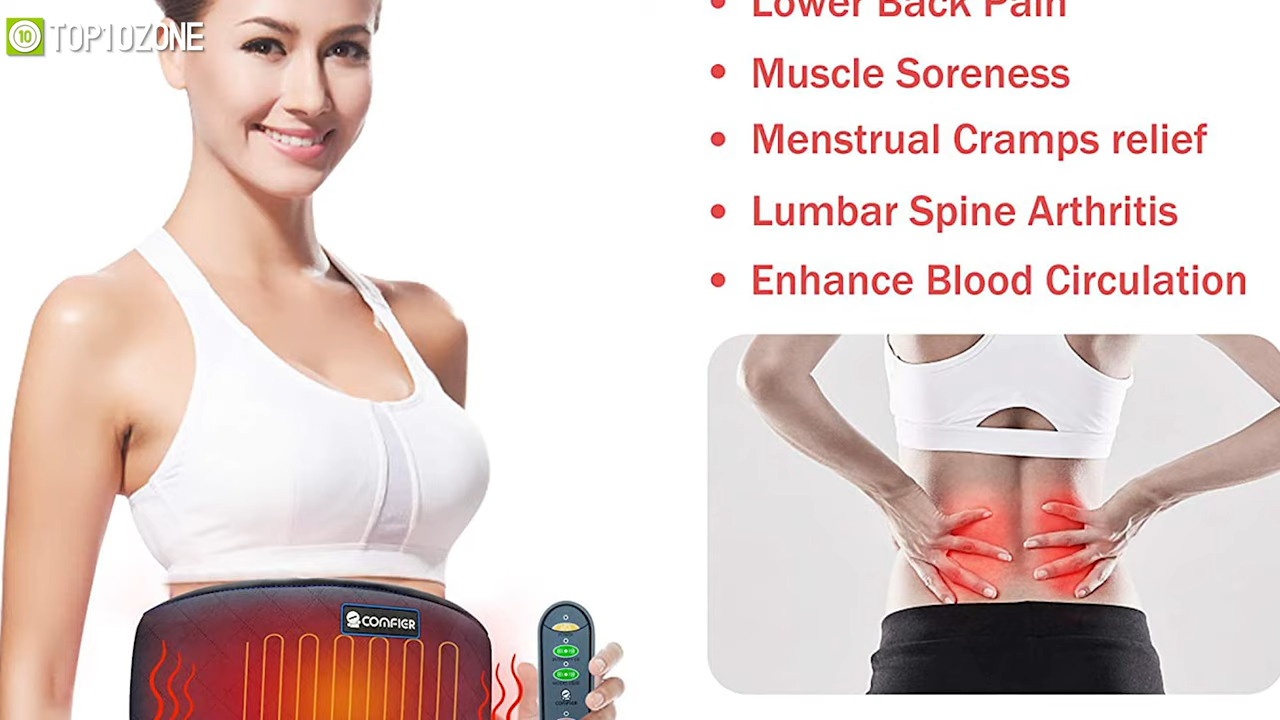 TOP10ZONE
Lower Back Pain
Muscle Soreness
Menstrual Cramps relief
Lumbar Spine Arthritis
Enhance Blood Circulation
COMFIER